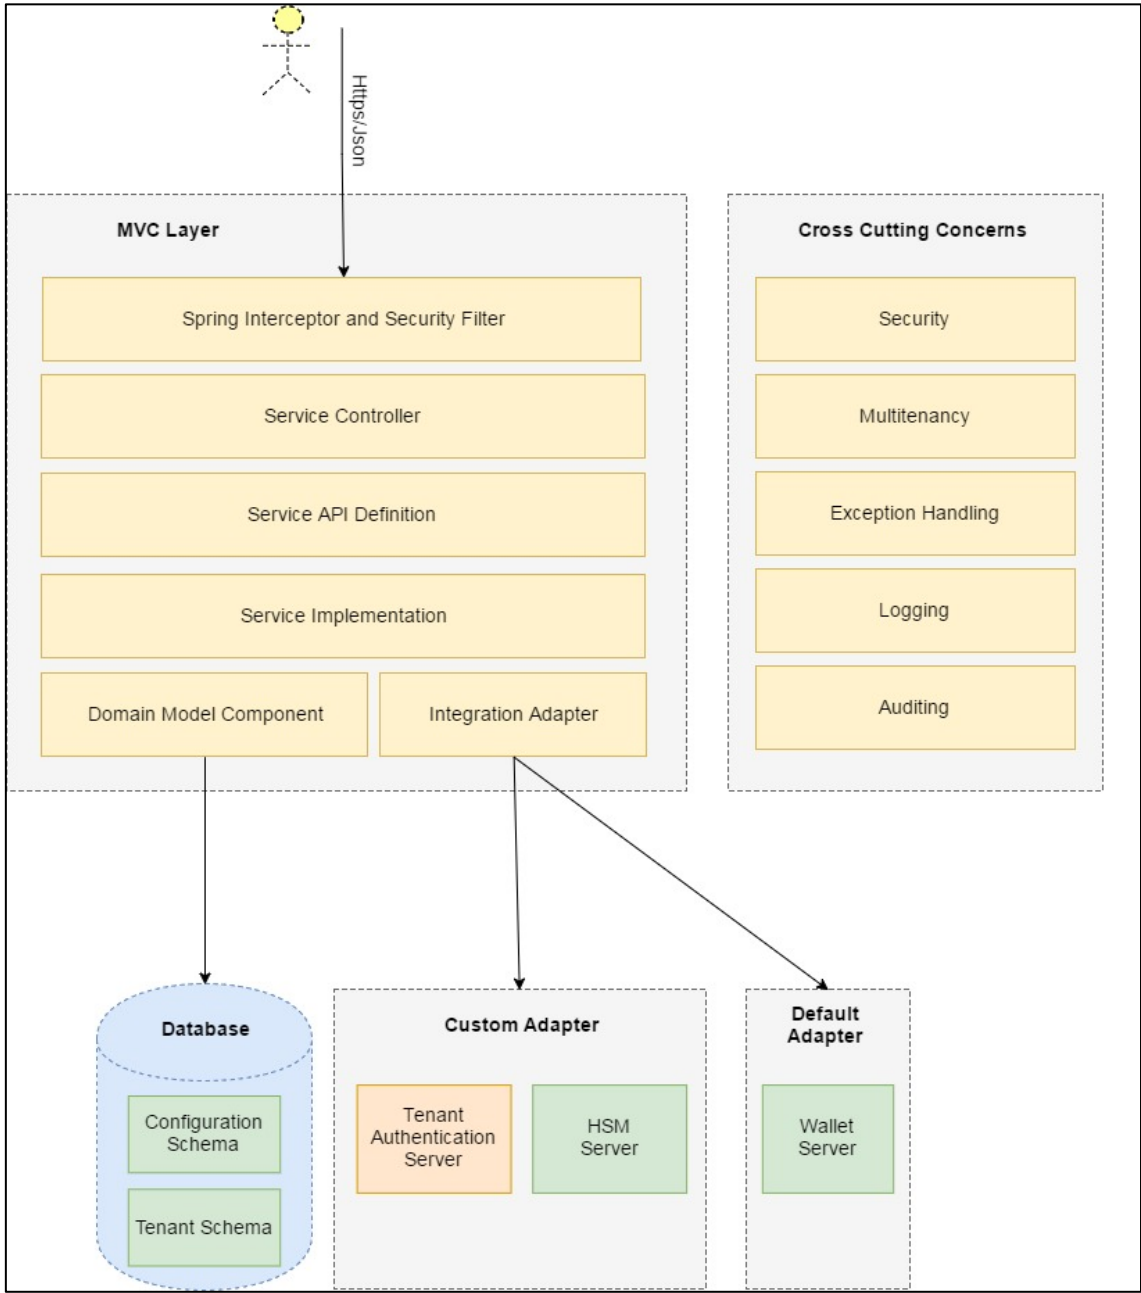 Https/Json
MVC Layer
Spring Interceptor and Security Filter
Service Controller
Service API Definition
Service Implementation
Domain Model Component
Integration Adapter
Cross Cutting Concerns
Security
Multitenancy
Exception Handling
Logging
Auditing
Database
Configuration
Schema
Tenant Schema
Custom Adapter
Tenant
Authentication
Server
HSM
Server
Default
Adapter
Wallet
Server